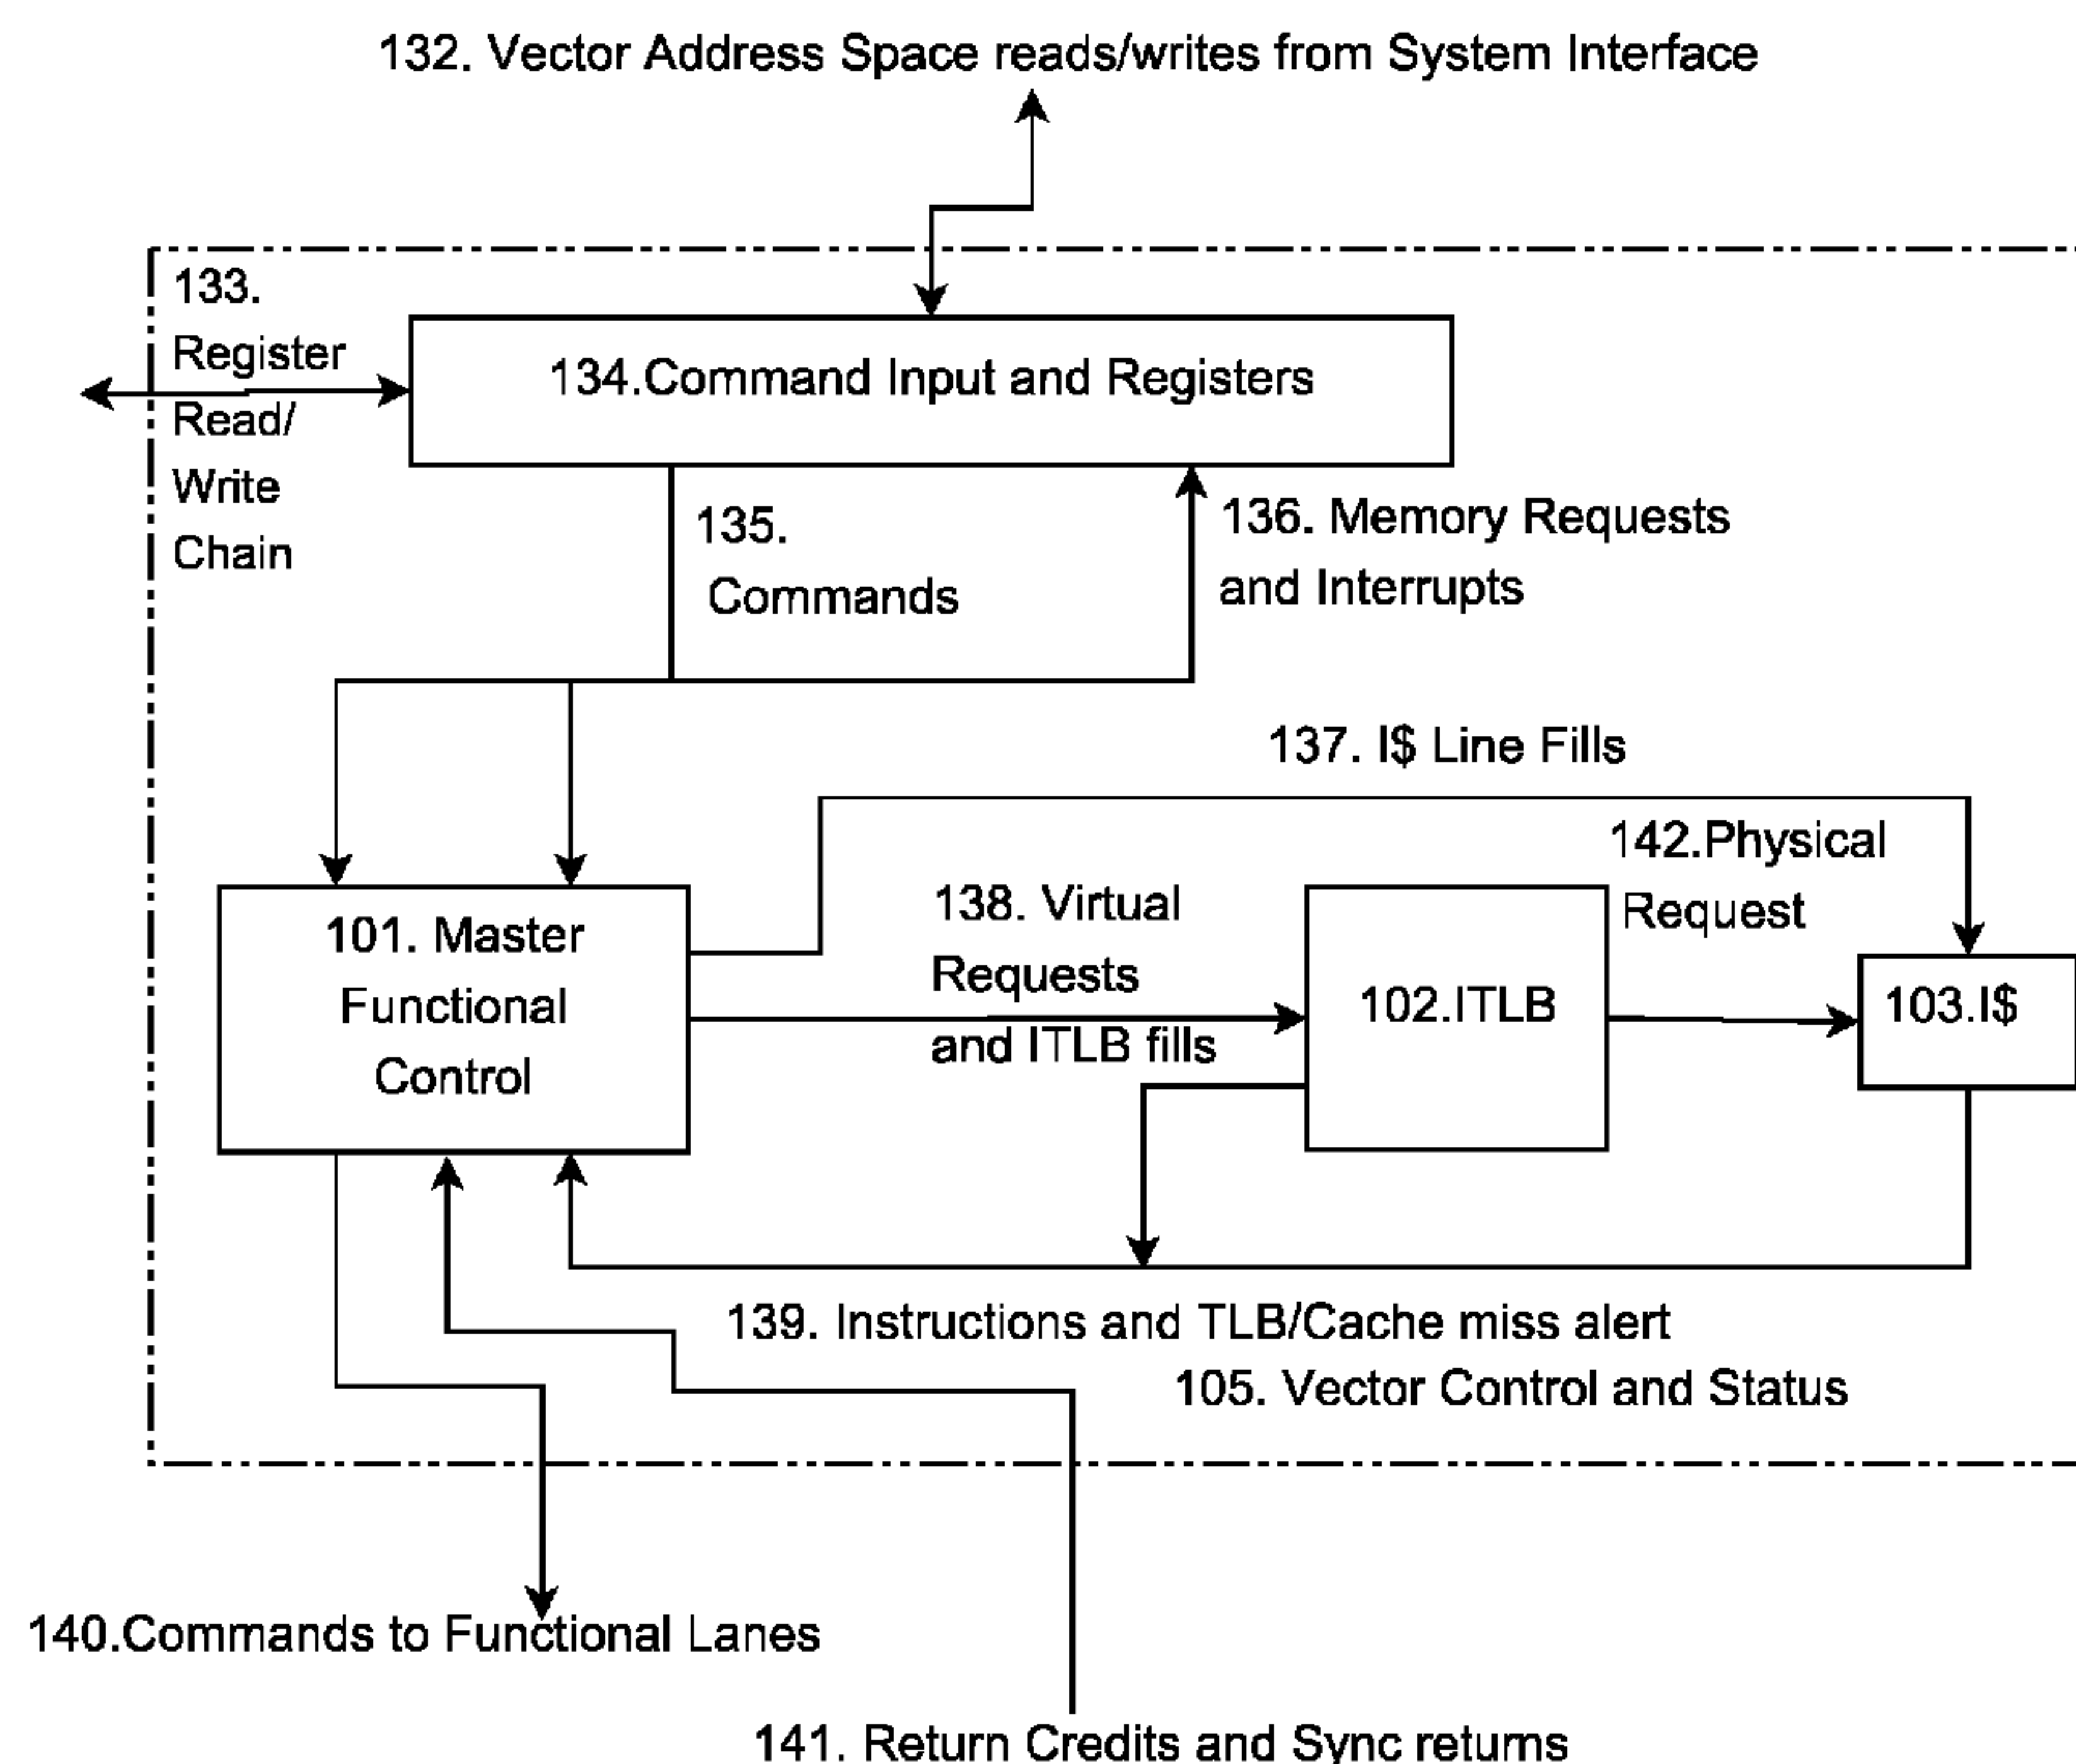 132. Vector Address Space reads/writes from System Interface
133.
Register
Read/
Write
Chain
134.Command Input and Registers
135.
Commands
136. Memory Requests
and Interrupts
137. I$ Line Fills
142.Physical
Request
101. Master
Functional
Control
138. Virtual
Requests
and ITLB fills
102.ITLB
103.I$
139. Instructions and TLB/Cache miss alert
105. Vector Control and Status
140.Commands to Functional Lanes
141. Return Credits and Sync returns